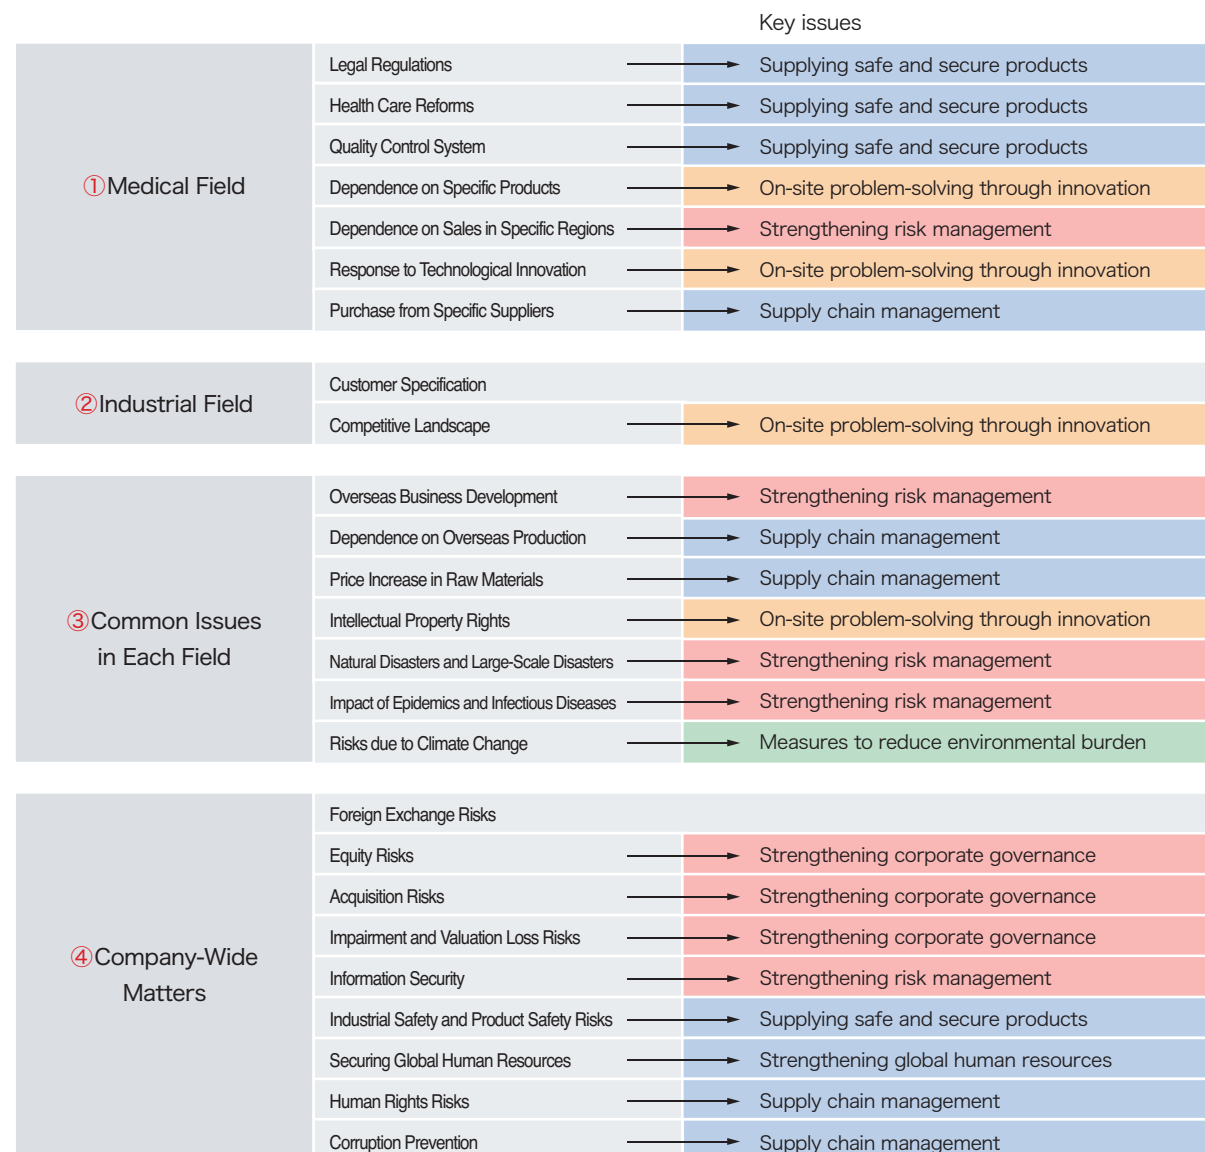 Key issues
①Medical Field
Legal Regulations → Supplying safe and secure products
Health Care Reforms → Supplying safe and secure products
Quality Control System → Supplying safe and secure products
Dependence on Specific Products → On-site problem-solving through innovation
Dependence on Sales in Specific Regions → Strengthening risk management
Response to Technological Innovation → On-site problem-solving through innovation
Purchase from Specific Suppliers → Supply chain management
②Industrial Field
Customer Specification
Competitive Landscape → On-site problem-solving through innovation
③Common Issues
in Each Field
Overseas Business Development → Strengthening risk management
Dependence on Overseas Production → Supply chain management
Price Increase in Raw Materials → Supply chain management
Intellectual Property Rights → On-site problem-solving through innovation
Natural Disasters and Large-Scale Disasters → Strengthening risk management
Impact of Epidemics and Infectious Diseases → Strengthening risk management
Risks due to Climate Change → Measures to reduce environmental burden
④Company-Wide
Matters
Foreign Exchange Risks
Equity Risks → Strengthening corporate governance
Acquisition Risks → Strengthening corporate governance
Impairment and Valuation Loss Risks → Strengthening corporate governance
Information Security → Strengthening risk management
Industrial Safety and Product Safety Risks → Supplying safe and secure products
Securing Global Human Resources → Strengthening global human resources
Human Rights Risks → Supply chain management
Corruption Prevention → Supply chain management